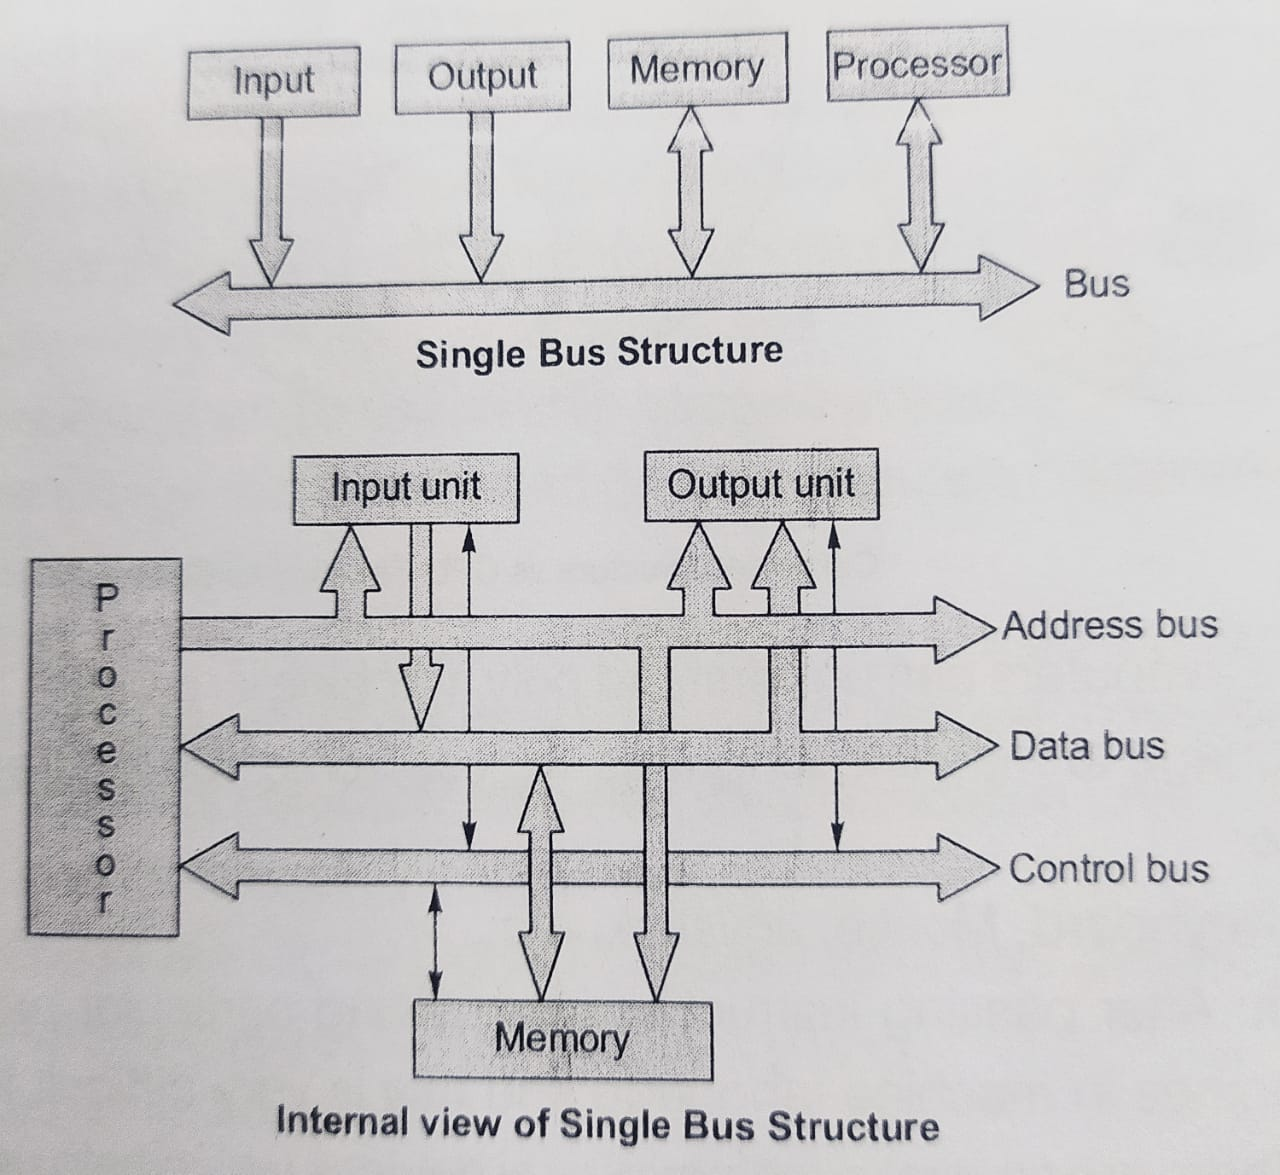 Input
Output
Memory
Processor
Bus
Single Bus Structure
Input unit
Output unit
Processor
Address bus
Data bus
Control bus
Memory
Internal view of Single Bus Structure